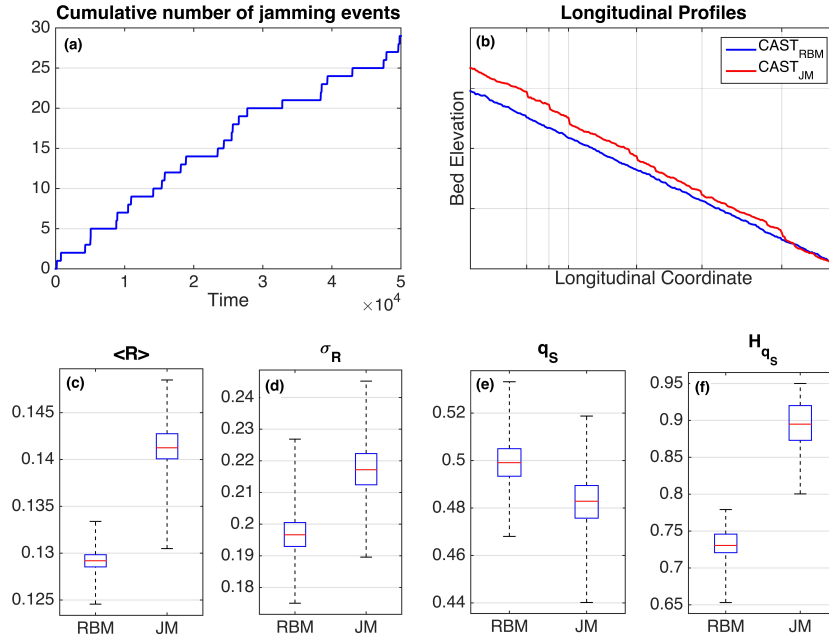 Cumulative number of jamming events
(a)
30
25
20
15
10
5
0
0 1 2 3 4 5
Time
×10⁴
Longitudinal Profiles
(b)
CAST_RBM
CAST_JM
Bed Elevation
Longitudinal Coordinate
<R>
(c)
0.145
0.14
0.135
0.13
0.125
RBM JM
σ_R
(d)
0.24
0.23
0.22
0.21
0.2
0.19
0.18
RBM JM
q_S
(e)
0.52
0.5
0.48
0.46
0.44
RBM JM
H_q_S
(f)
0.95
0.9
0.85
0.8
0.75
0.7
0.65
RBM JM